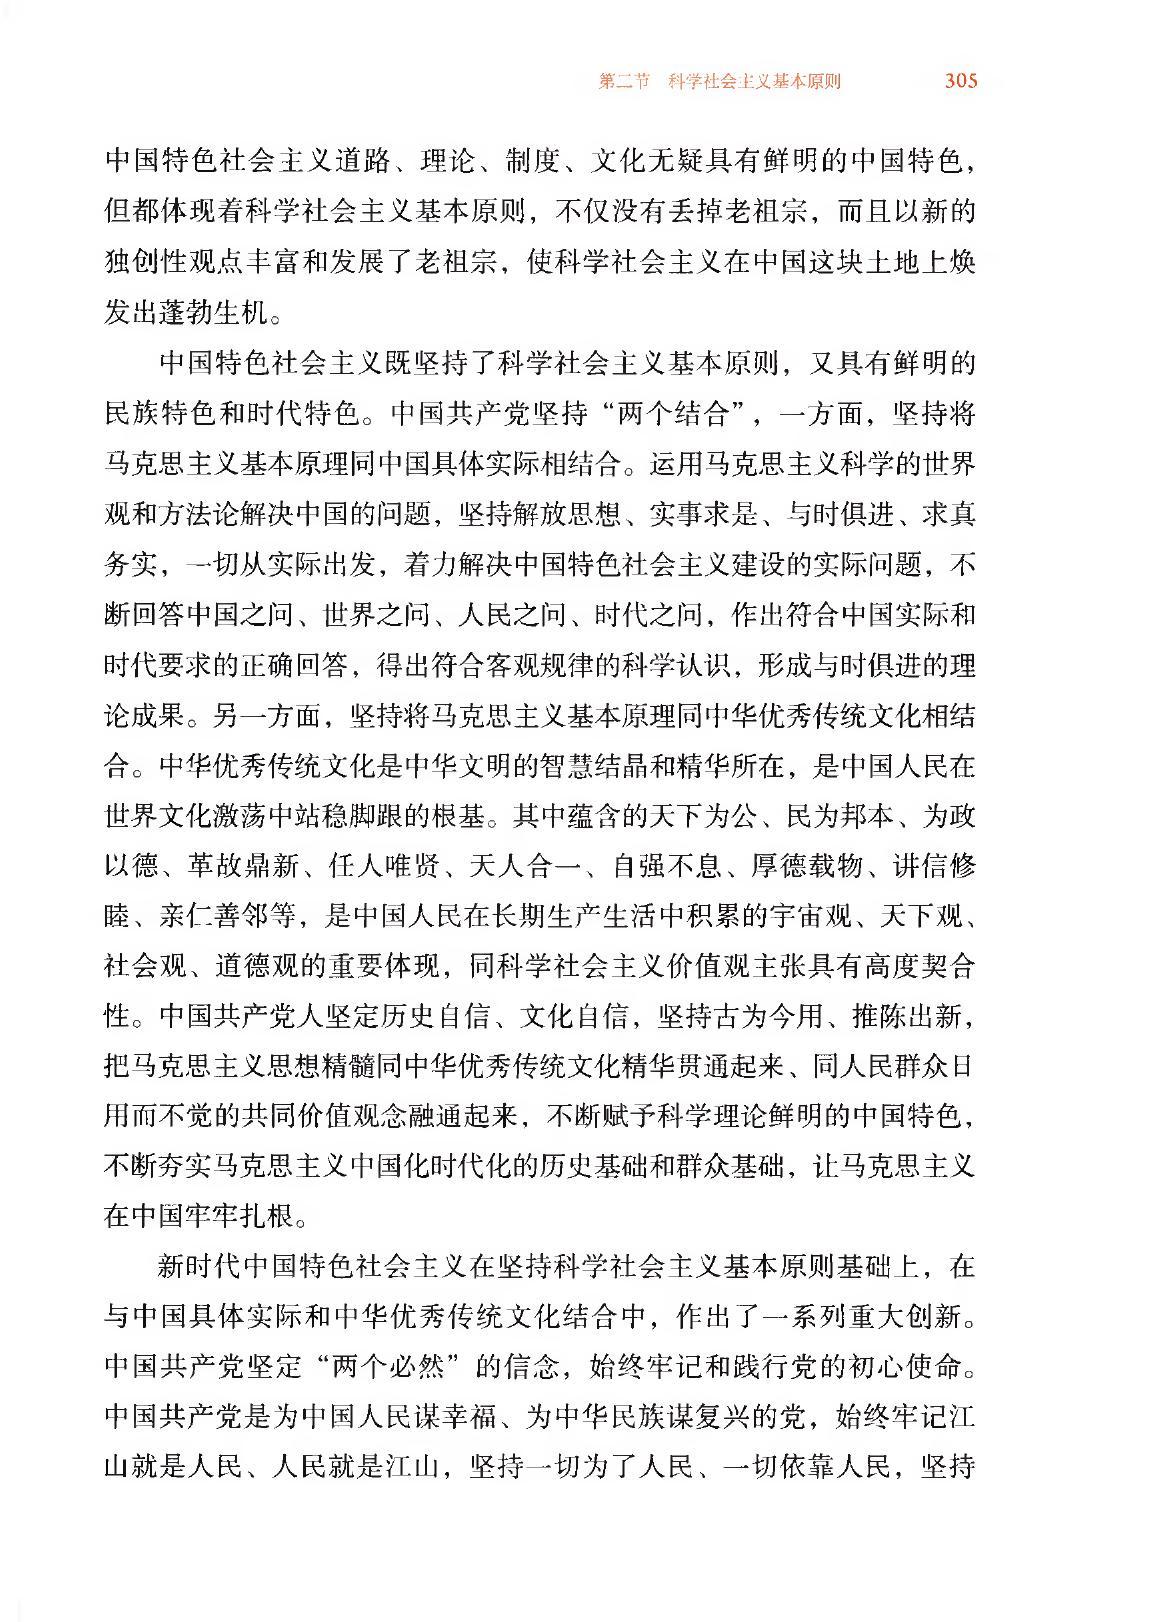 第二节 科学社会主义基本原则 305
中国特色社会主义道路、理论、制度、文化无疑具有鲜明的中国特色，
但都体现着科学社会主义基本原则，不仅没有丢掉老祖宗，而且以新的
独创性观点丰富和发展了老祖宗，使科学社会主义在中国这块土地上焕
发出蓬勃生机。
中国特色社会主义既坚持了科学社会主义基本原则，又具有鲜明的
民族特色和时代特色。中国共产党坚持“两个结合”，一方面，坚持将
马克思主义基本原理同中国具体实际相结合。运用马克思主义科学的世界
观和方法论解决中国的问题，坚持解放思想、实事求是、与时俱进、求真
务实，一切从实际出发，着力解决中国特色社会主义建设的实际问题，不
断回答中国之问、世界之问、人民之问、时代之问，作出符合中国实际和
时代要求的正确回答，得出符合客观规律的科学认识，形成与时俱进的理
论成果。另一方面，坚持将马克思主义基本原理同中华优秀传统文化相结
合。中华优秀传统文化是中华文明的智慧结晶和精华所在，是中国人民在
世界文化激荡中站稳脚跟的根基。其中蕴含的天下为公、民为邦本、为政
以德、革故鼎新、任人唯贤、天人合一、自强不息、厚德载物、讲信修
睦、亲仁善邻等，是中国人民在长期生产生活中积累的宇宙观、天下观、
社会观、道德观的重要体现，同科学社会主义价值观主张具有高度契合
性。中国共产党人坚定历史自信、文化自信，坚持古为今用、推陈出新，
把马克思主义思想精髓同中华优秀传统文化精华贯通起来、同人民群众日
用而不觉的共同价值观念融通起来，不断赋予科学理论鲜明的中国特色，
不断夯实马克思主义中国化时代化的历史基础和群众基础，让马克思主义
在中国牢牢扎根。
新时代中国特色社会主义在坚持科学社会主义基本原则基础上，在
与中国具体实际和中华优秀传统文化结合中，作出了一系列重大创新。
中国共产党坚定“两个必然”的信念，始终牢记和践行党的初心使命。
中国共产党是为中国人民谋幸福、为中华民族谋复兴的党，始终牢记江
山就是人民、人民就是江山，坚持一切为了人民、一切依靠人民，坚持